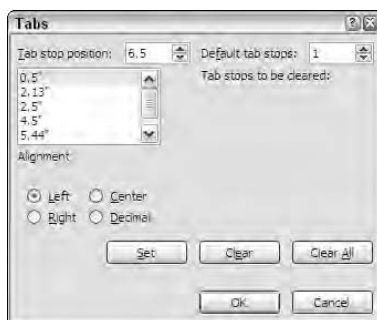 Tabs
Tab stop position: 6.5 Default tab stops: 1
Tab stops to be cleared:
0.5"
2.13"
2.5"
4.5"
5.44"
Alignment
Left Center
Right Decimal
Set Clear Clear All
OK Cancel